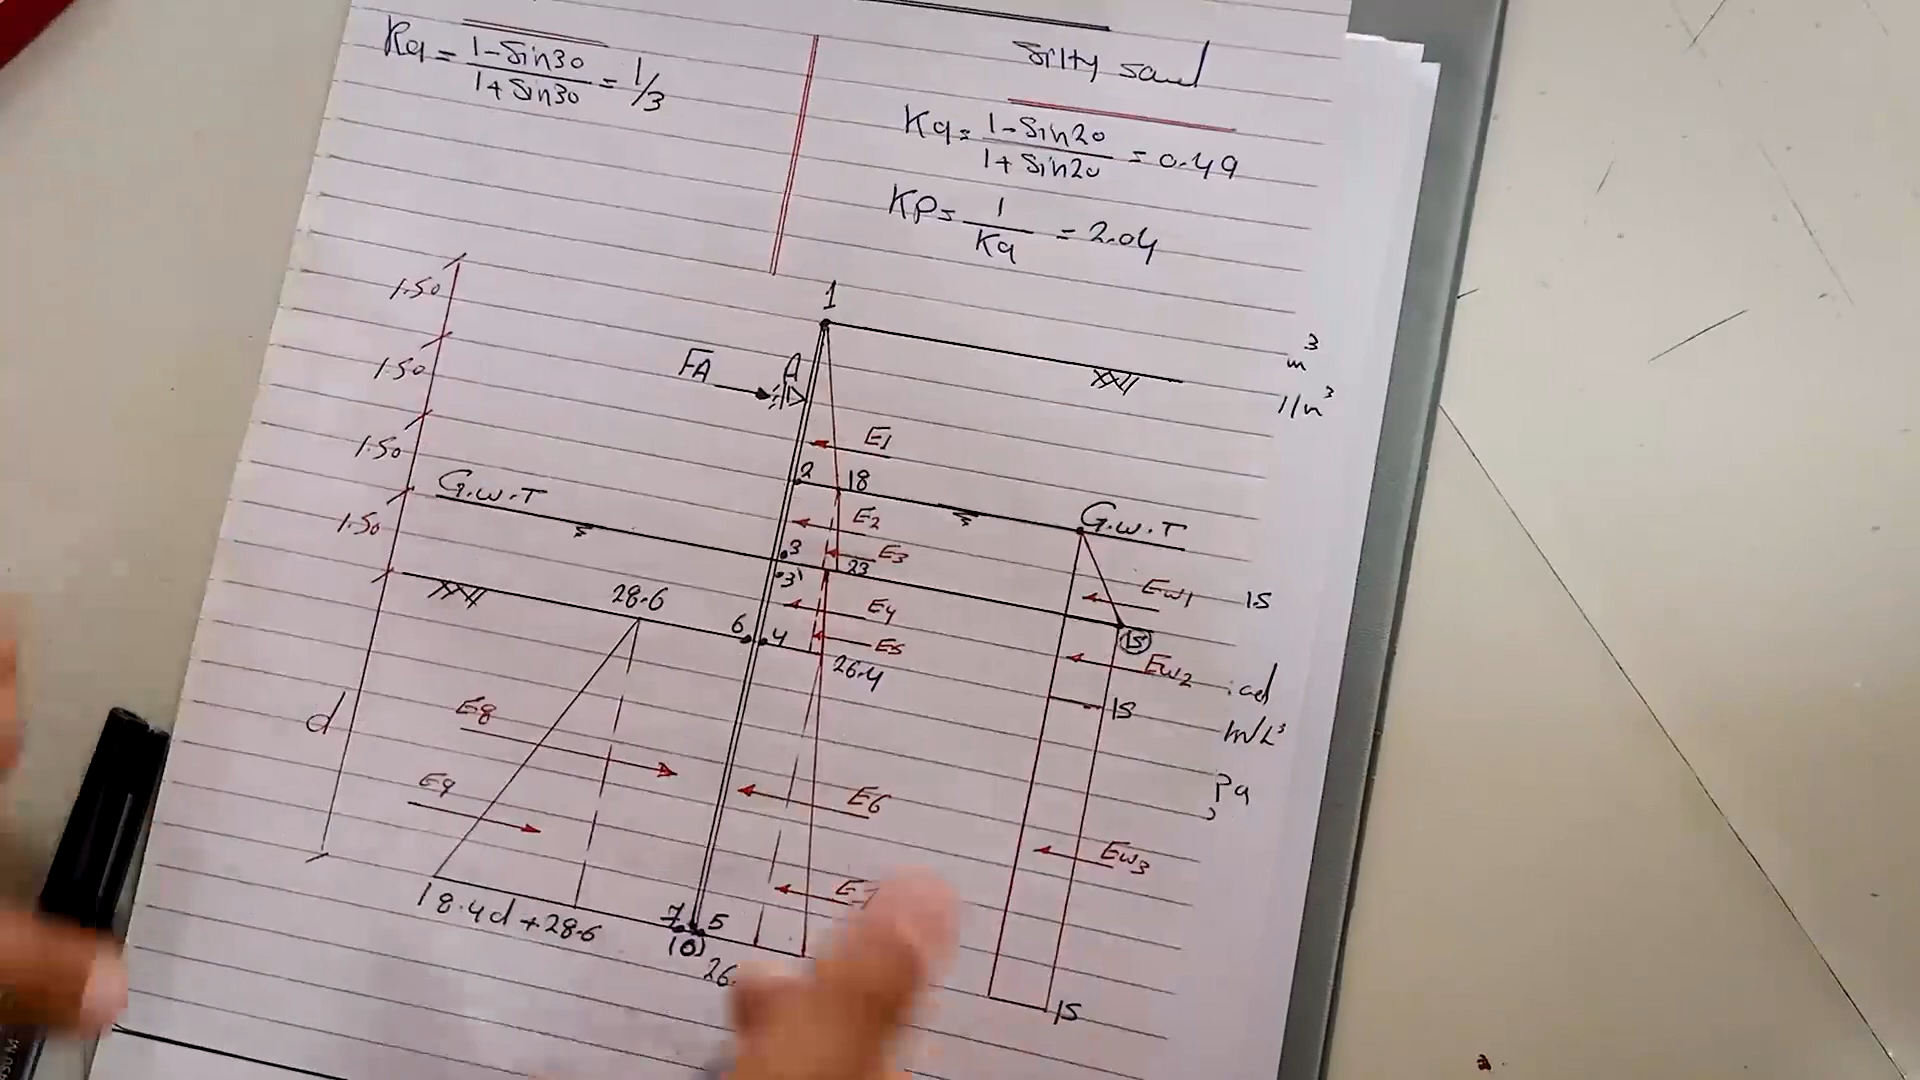 Ka = 1-Sin30 / 1+Sin30 = 1/3
Silty sand
Ka = 1-Sin20 / 1+Sin20 = 0.49
KP = 1 / Ka = 2.04
1
1.50
1.50
1.50
1.50
d
FA
A
E1
2
18
G.W.T
G.W.T
E2
3
E3
3'
23
E4
Ew1
15
28.6
6
4
E5
15
Ew2
26.4
15
E8
E9
E6
Ew3
18.4d+28.6
7
5
(0)
26.
15
m3